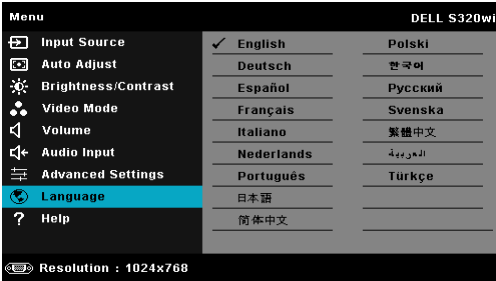 Menu
DELL S320wi
Input Source
Auto Adjust
Brightness/Contrast
Video Mode
Volume
Audio Input
Advanced Settings
Language
? Help
✓ English
Deutsch
Español
Français
Italiano
Nederlands
Português
日本語
简体中文
Polski
한국어
Русский
Svenska
繁體中文
العربية
Türkçe
Resolution : 1024x768